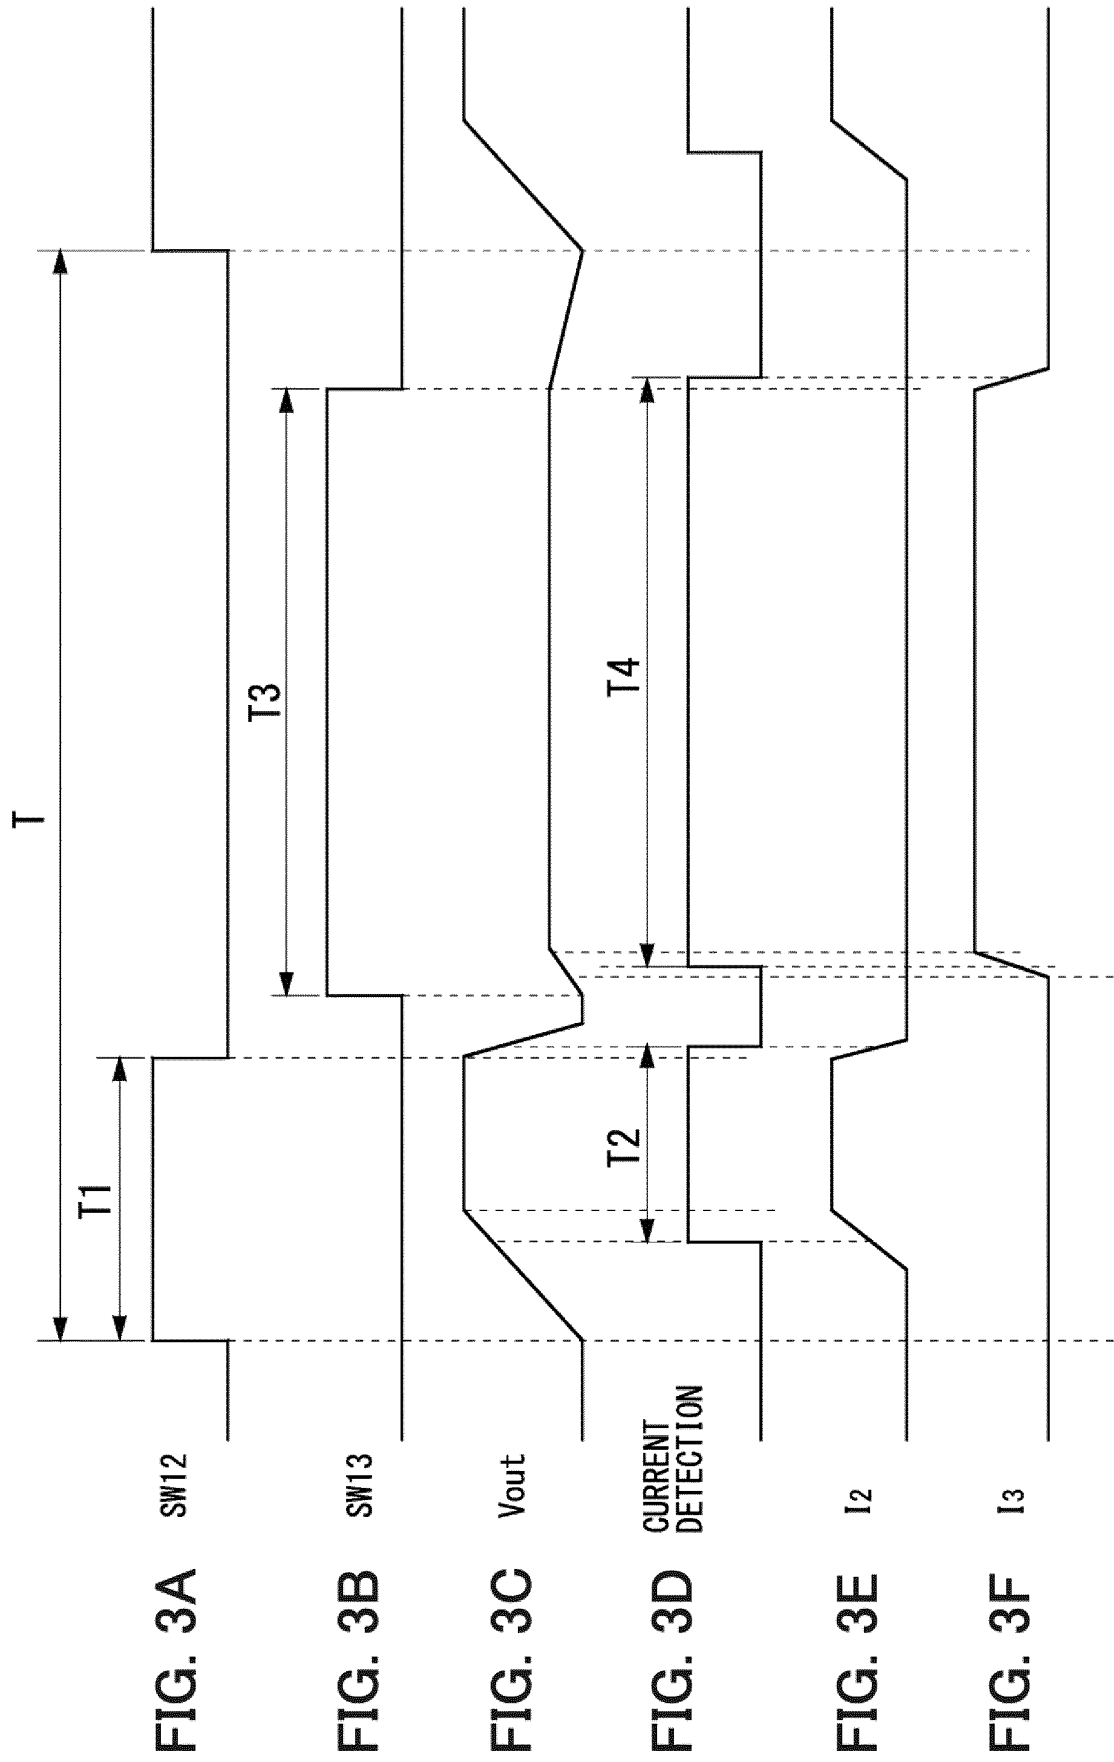 T
T1
FIG. 3A SW12
T3
FIG. 3B SW13
FIG. 3C Vout
T2
T4
FIG. 3D CURRENT
DETECTION
FIG. 3E I2
FIG. 3F I3